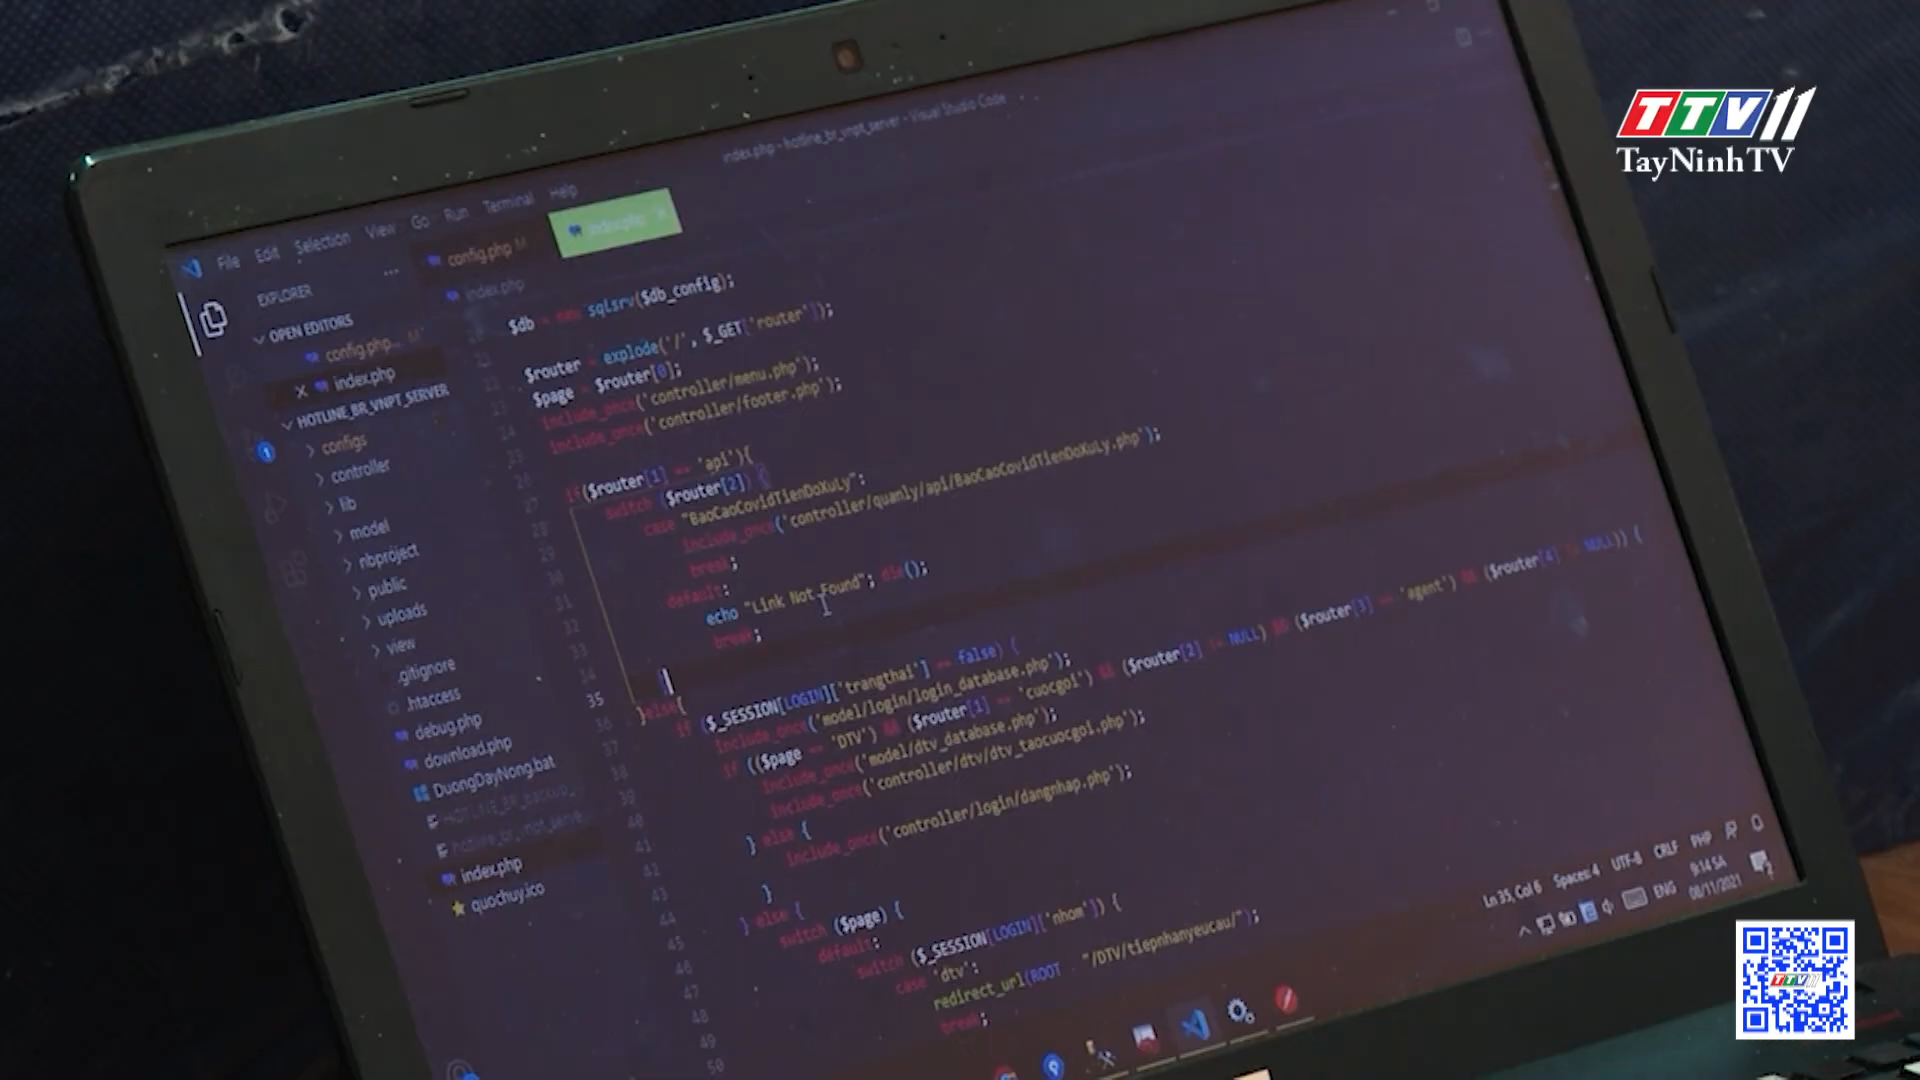 TTV11
TayNinhTV
index.php - hotline_br_vnpt_server - Visual Studio Code
File Edit Selection View Go Run Terminal Help
config.php M
index.php
EXPLORER
index.php
OPEN EDITORS
config.php... M
index.php
HOTLINE_BR_VNPT_SERVER
configs
controller
lib
model
nbproject
public
uploads
view
.gitignore
.htaccess
debug.php
download.php
DuongDayNong.bat
HOTLINE_BR_backup_
index.php
quochuy.ico
$db = new sqlsrv($db_config);
$router = explode('/', $_GET['router']);
$page = $router[0];
include_once('controller/menu.php');
include_once('controller/footer.php');
if($router[1] == 'api'){
switch ($router[2]) {
case "BaoCaoCovidTienDoXuLy":
include_once('controller/quanly/api/BaoCaoCovidTienDoXuLy.php');
break;
default:
echo "Link Not Found"; die();
break;
}
}else{
if ($_SESSION[LOGIN]['trangthai'] == false) {
include_once('model/login/login_database.php');
if (($page == 'DTV') && ($router[1] == 'cuocgoi') && ($router[2] != NULL) && ($router[3] == 'agent') && ($router[4] != NULL)) {
include_once('model/dtv_database.php');
include_once('controller/dtv/dtv_taocuocgoi.php');
} else {
include_once('controller/login/dangnhap.php');
}
} else {
switch ($page) {
default:
switch ($_SESSION[LOGIN]['nhom']) {
case 'dtv':
redirect_url(ROOT . "/DTV/tiepnhanyeucau/");
break;
Ln 35, Col 6 Spaces: 4 UTF-8 CRLF PHP
ENG 9:14 SA
08/11/2021
TTV11